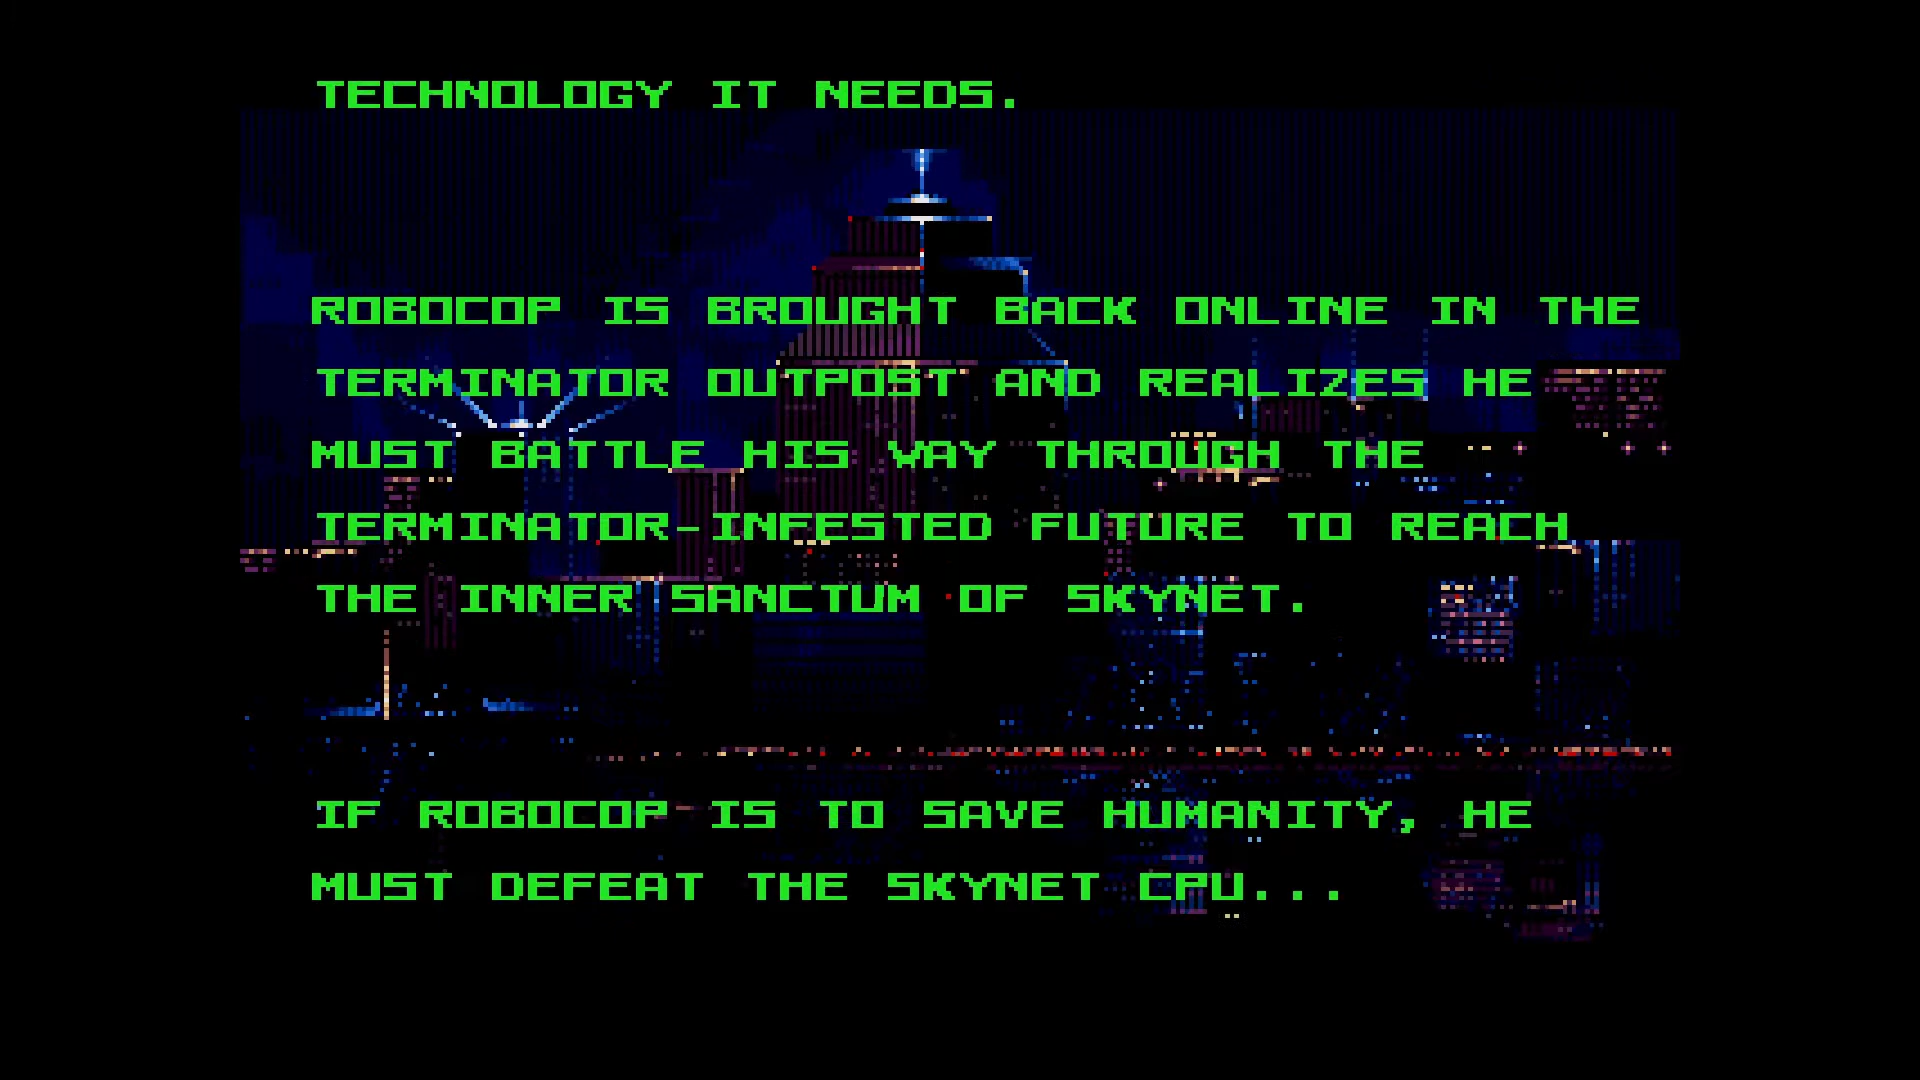 TECHNOLOGY IT NEEDS.
ROBOCOP IS BROUGHT BACK ONLINE IN THE
TERMINATOR OUTPOST AND REALIZES HE
MUST BATTLE HIS WAY THROUGH THE
TERMINATOR-INFESTED FUTURE TO REACH
THE INNER SANCTUM OF SKYNET.
IF ROBOCOP IS TO SAVE HUMANITY, HE
MUST DEFEAT THE SKYNET CPU...